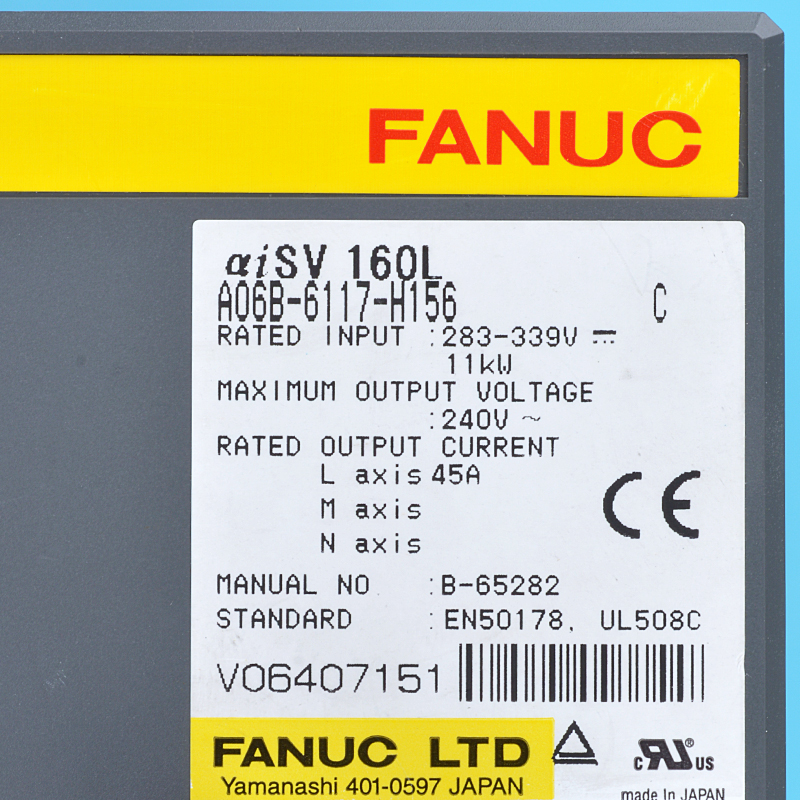 FANUC
αiSV 160L
A06B-6117-H156 C
RATED INPUT :283-339V ⎓
11kW
MAXIMUM OUTPUT VOLTAGE
:240V ~
RATED OUTPUT CURRENT
L axis 45A
M axis
N axis
CE
MANUAL NO :B-65282
STANDARD :EN50178, UL508C
V06407151
FANUC LTD
Yamanashi 401-0597 JAPAN
c RU US
made In JAPAN